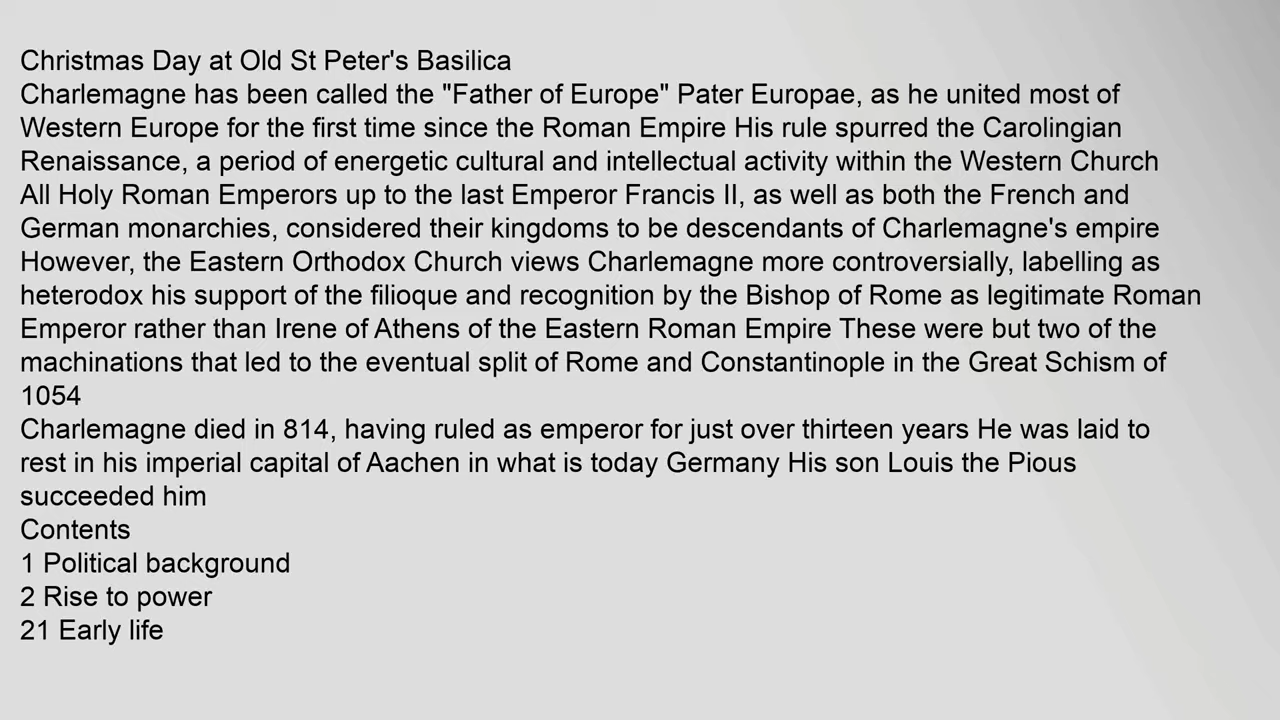 Christmas Day at Old St Peter's Basilica
Charlemagne has been called the "Father of Europe" Pater Europae, as he united most of
Western Europe for the first time since the Roman Empire His rule spurred the Carolingian
Renaissance, a period of energetic cultural and intellectual activity within the Western Church
All Holy Roman Emperors up to the last Emperor Francis II, as well as both the French and
German monarchies, considered their kingdoms to be descendants of Charlemagne's empire
However, the Eastern Orthodox Church views Charlemagne more controversially, labelling as
heterodox his support of the filioque and recognition by the Bishop of Rome as legitimate Roman
Emperor rather than Irene of Athens of the Eastern Roman Empire These were but two of the
machinations that led to the eventual split of Rome and Constantinople in the Great Schism of
1054
Charlemagne died in 814, having ruled as emperor for just over thirteen years He was laid to
rest in his imperial capital of Aachen in what is today Germany His son Louis the Pious
succeeded him
Contents
1 Political background
2 Rise to power
21 Early life